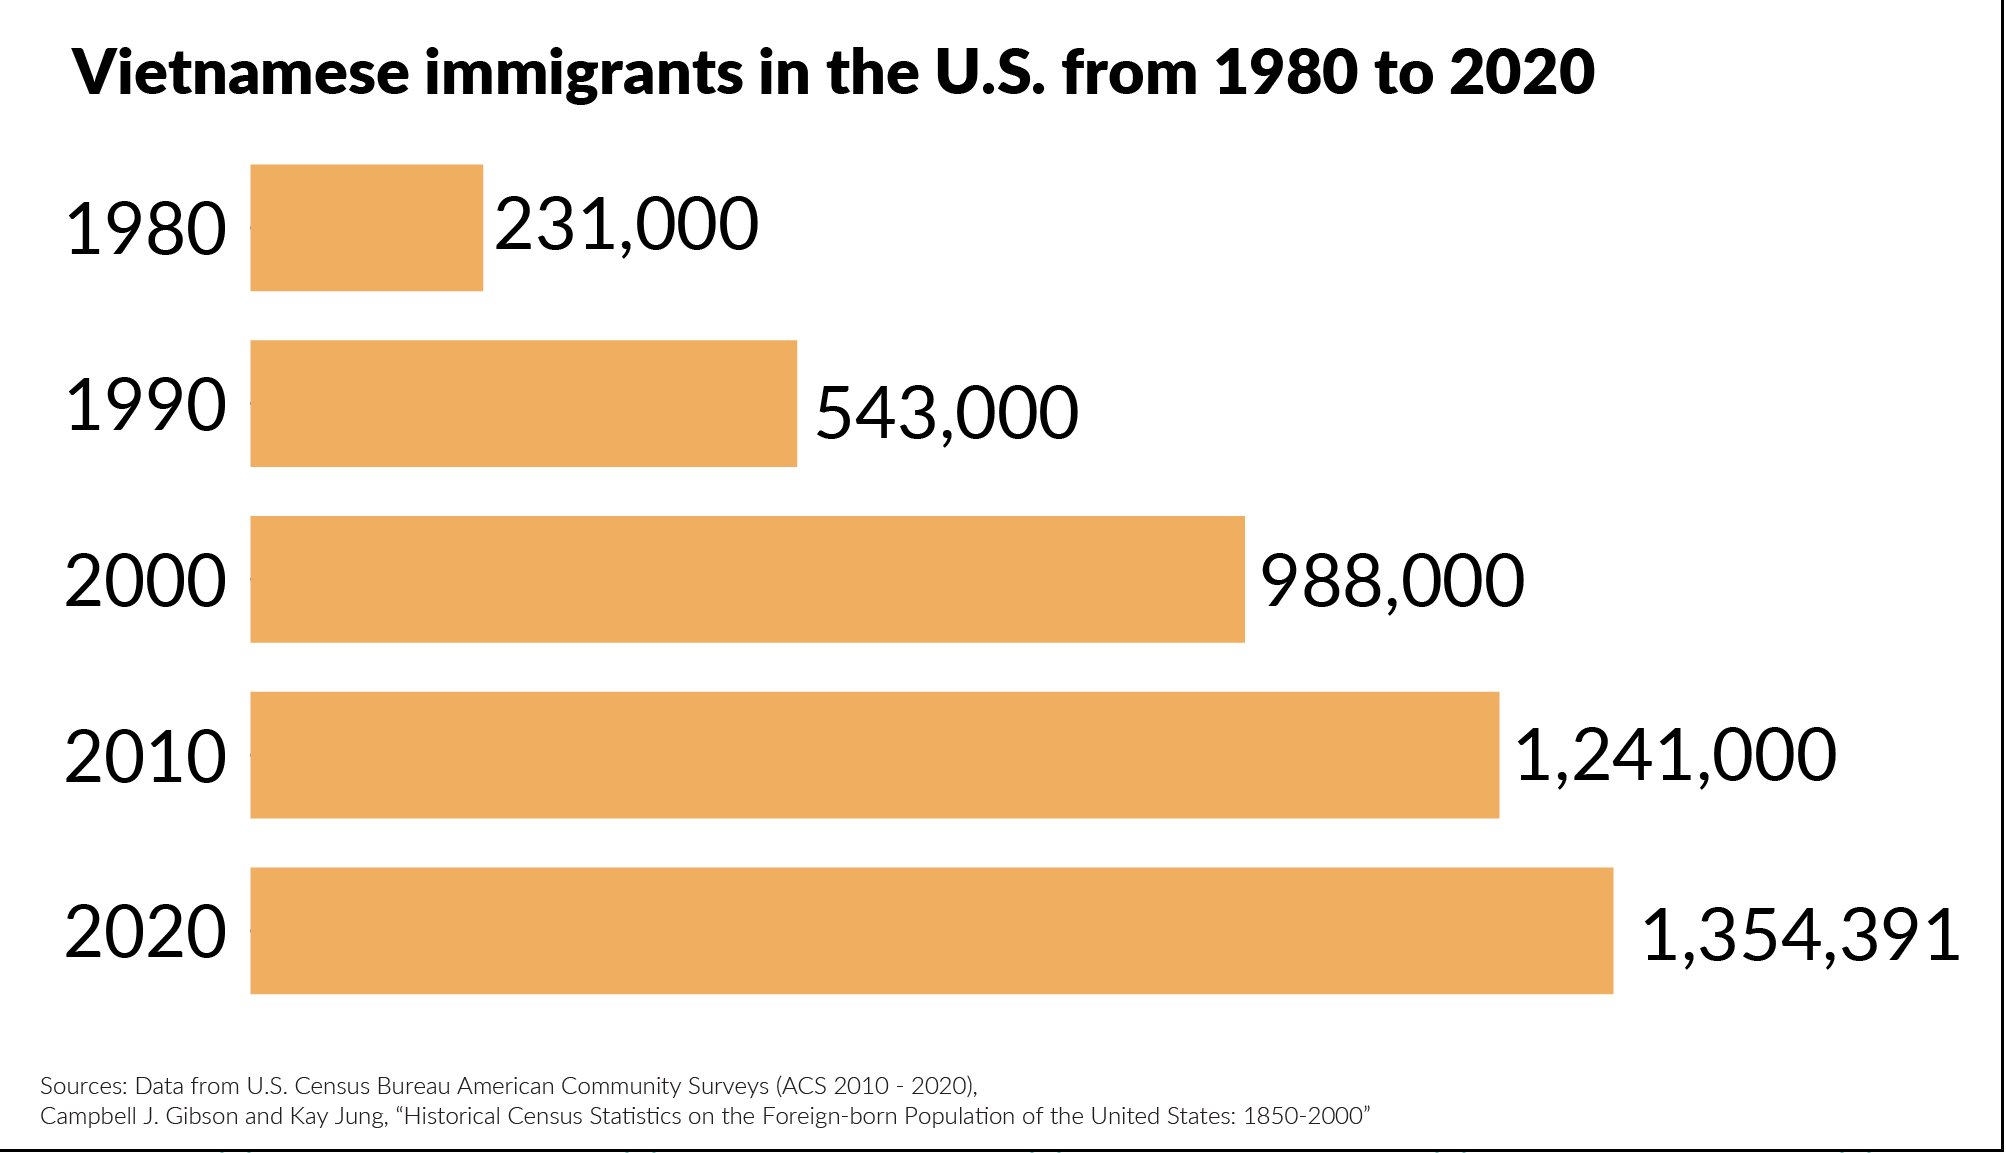 Vietnamese immigrants in the U.S. from 1980 to 2020
1980 231,000
1990 543,000
2000 988,000
2010 1,241,000
2020 1,354,391
Sources: Data from U.S. Census Bureau American Community Surveys (ACS 2010 - 2020),
Campbell J. Gibson and Kay Jung, “Historical Census Statistics on the Foreign-born Population of the United States: 1850-2000”